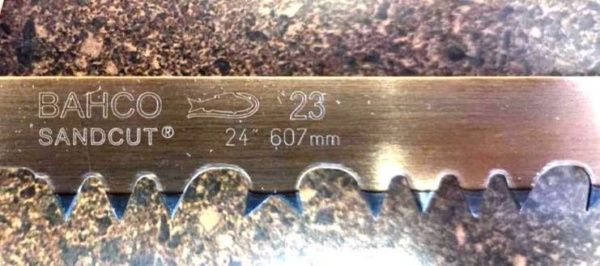 BAHCO 23
SANDCUT® 24" 607mm